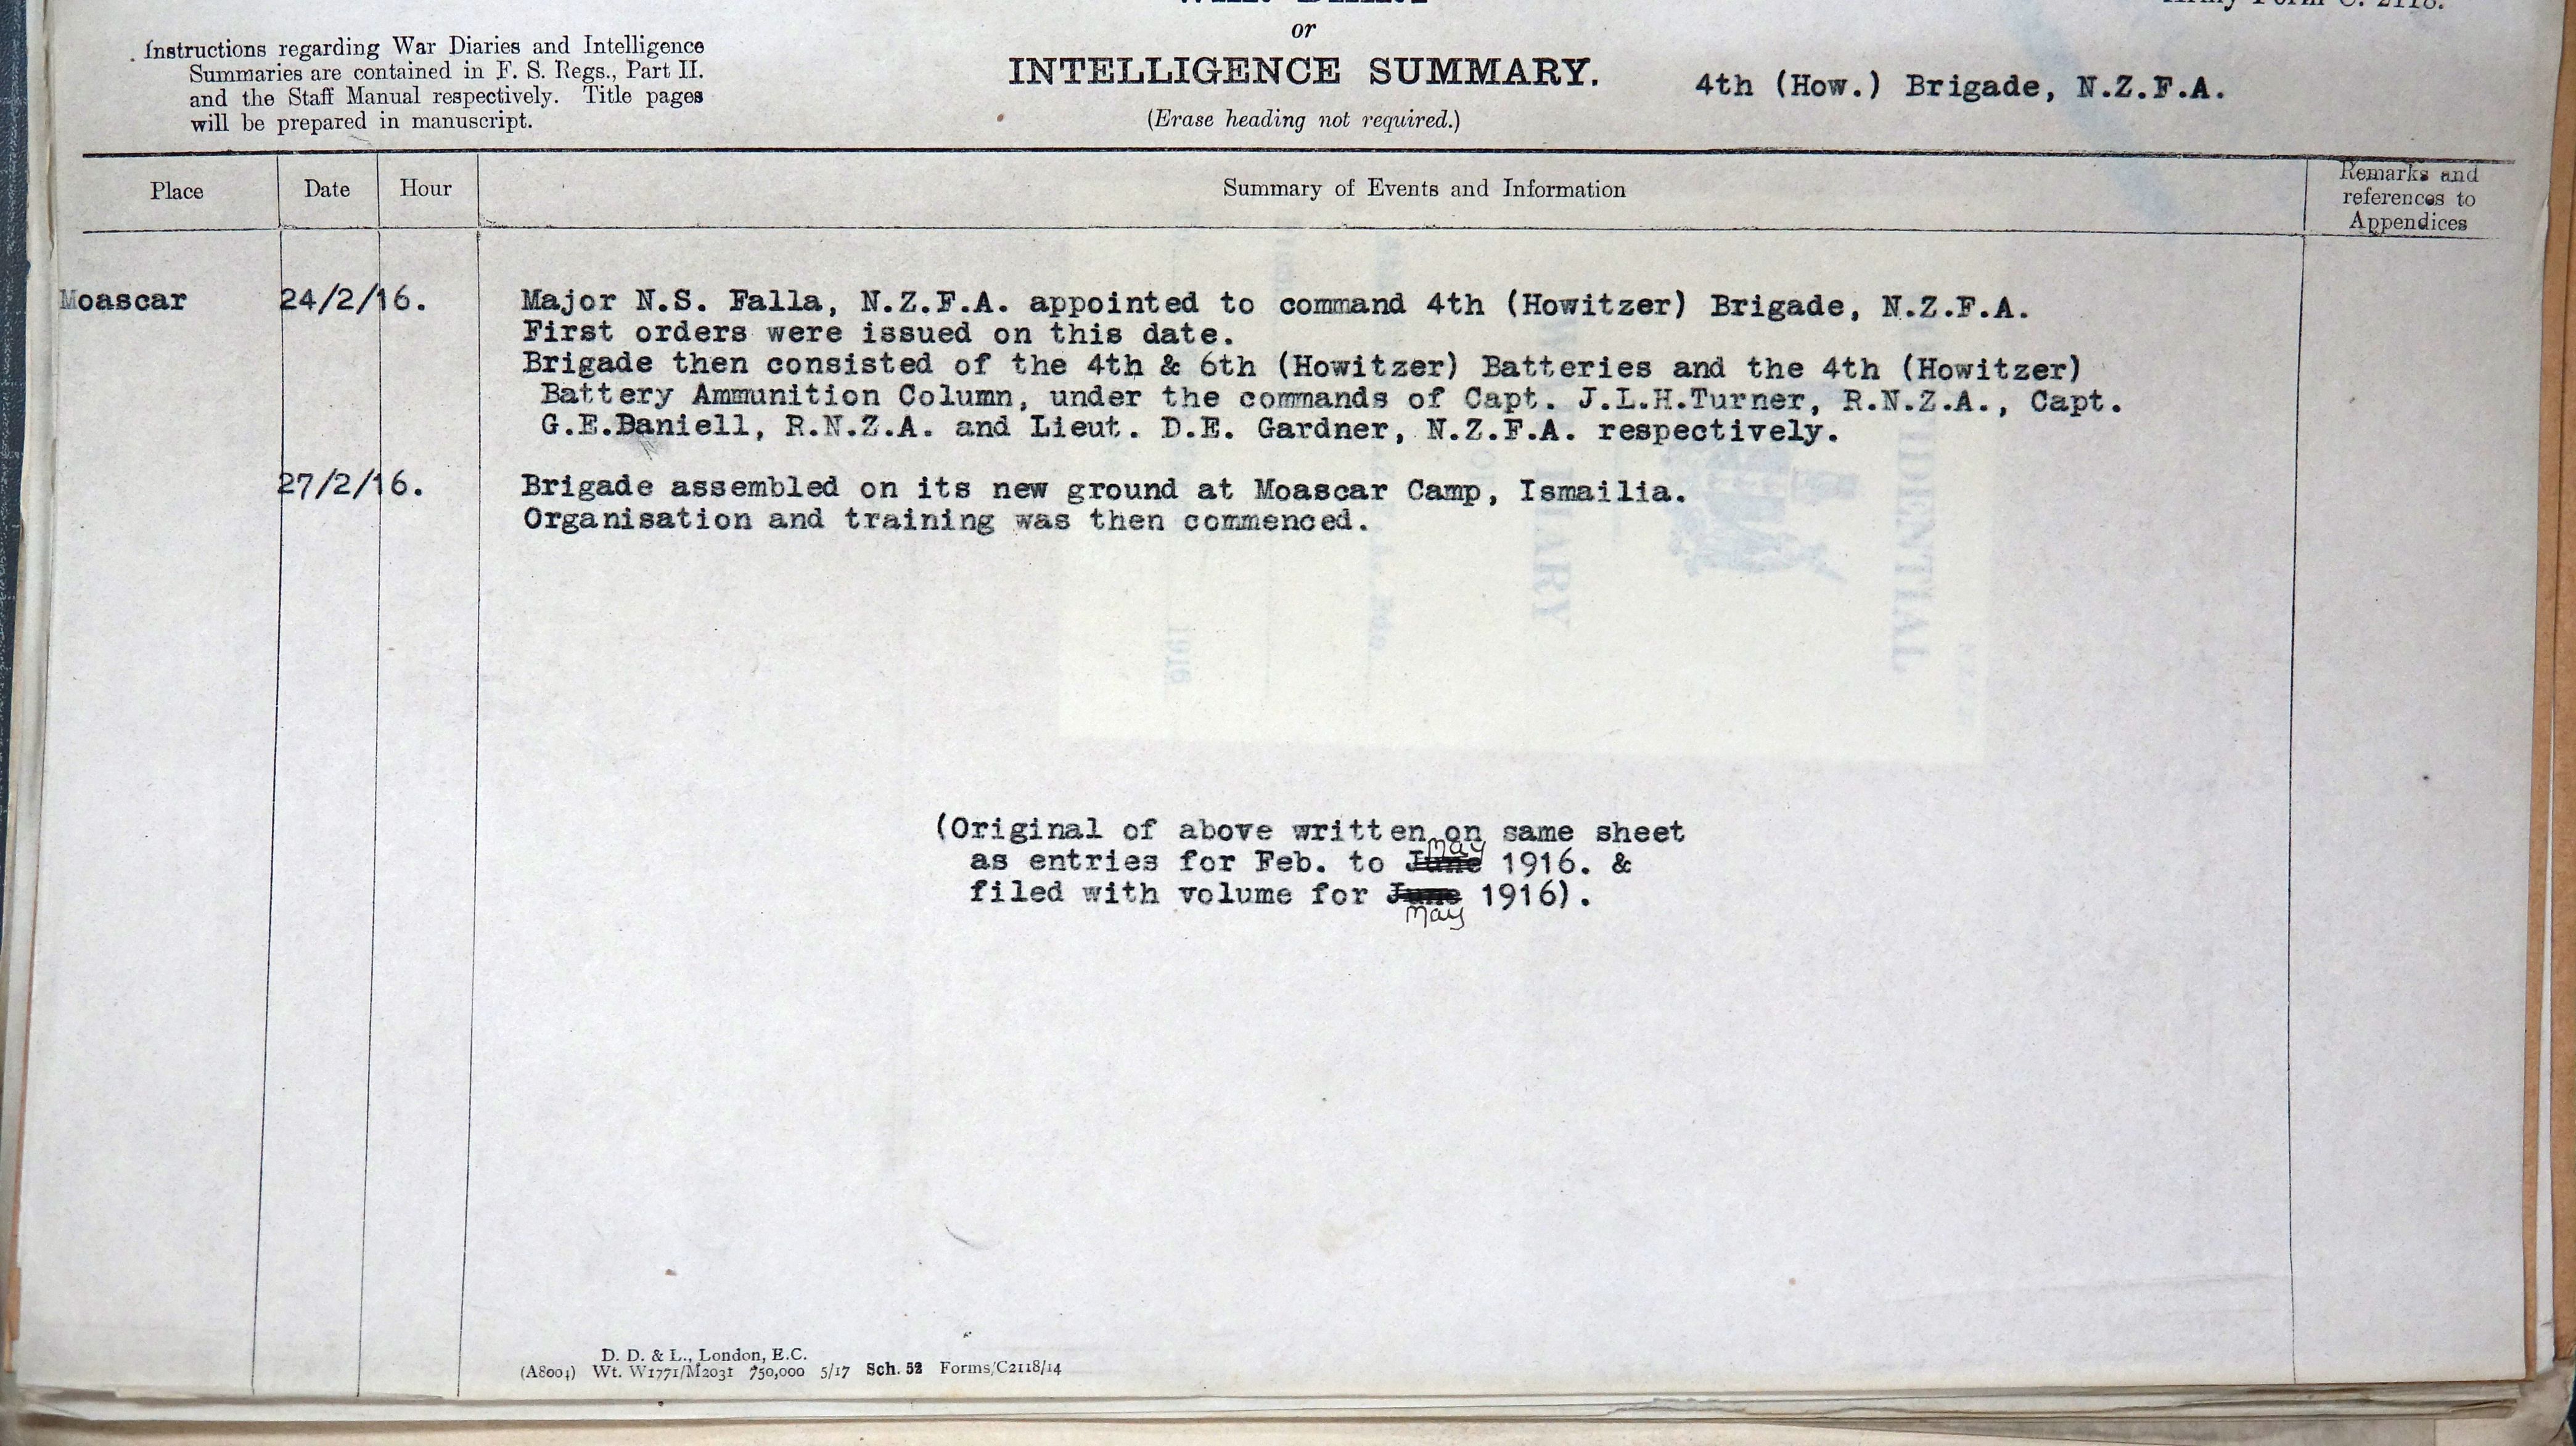 or
INTELLIGENCE SUMMARY.
(Erase heading not required.)
Army Form C. 2118.
Instructions regarding War Diaries and Intelligence
Summaries are contained in F. S. Regs., Part II.
and the Staff Manual respectively. Title pages
will be prepared in manuscript.
4th (How.) Brigade, N.Z.F.A.
Place Date Hour Summary of Events and Information Remarks and
references to
Appendices
Moascar 24/2/16. Major N.S. Falla, N.Z.F.A. appointed to command 4th (Howitzer) Brigade, N.Z.F.A.
First orders were issued on this date.
Brigade then consisted of the 4th & 6th (Howitzer) Batteries and the 4th (Howitzer)
Battery Ammunition Column, under the commands of Capt. J.L.H.Turner, R.N.Z.A., Capt.
G.E.Daniell, R.N.Z.A. and Lieut. D.E. Gardner, N.Z.F.A. respectively.
27/2/16. Brigade assembled on its new ground at Moascar Camp, Ismailia.
Organisation and training was then commenced.
(Original of above written on same sheet
May
as entries for Feb. to June 1916. &
filed with volume for June 1916).
May
D. D. & L., London, E.C.
(A8004) Wt. W1771/M2031 750,000 5/17 Sch. 52 Forms/C2118/14